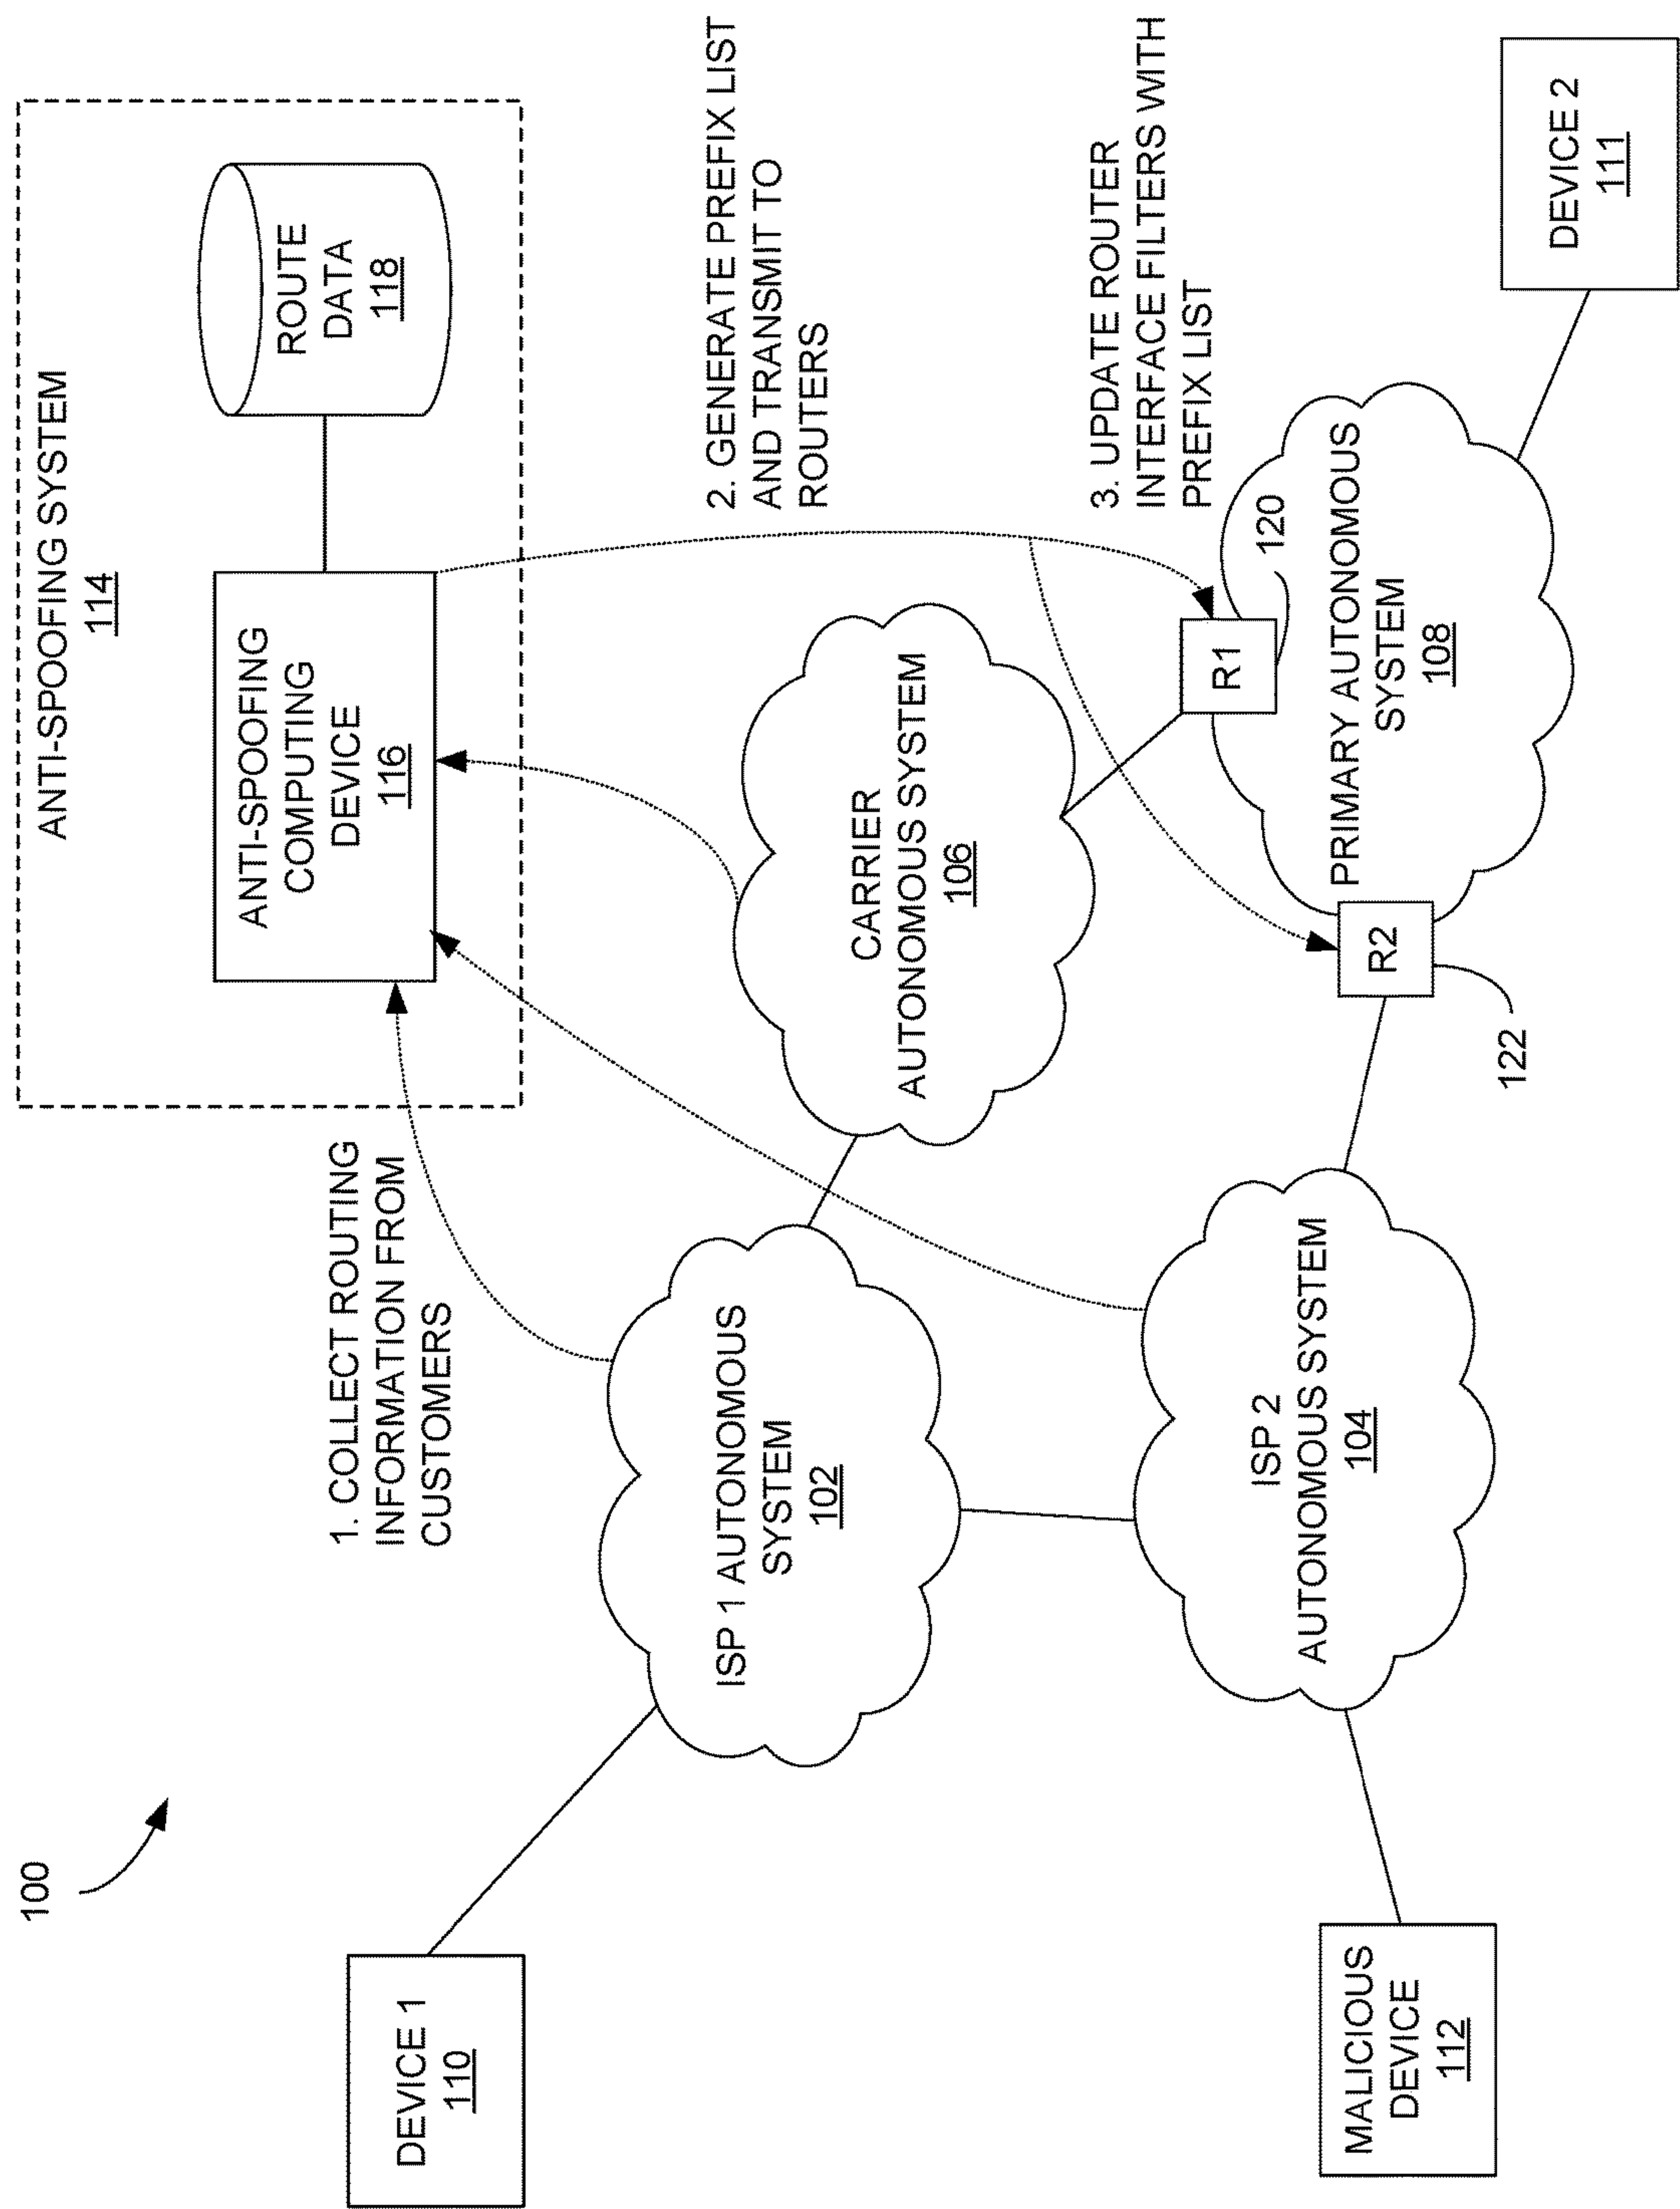 100
ANTI-SPOOFING SYSTEM
114
ANTI-SPOOFING
COMPUTING
DEVICE
116
ROUTE
DATA
118
1. COLLECT ROUTING
INFORMATION FROM
CUSTOMERS
2. GENERATE PREFIX LIST
AND TRANSMIT TO
ROUTERS
3. UPDATE ROUTER
INTERFACE FILTERS WITH
PREFIX LIST
DEVICE 1
110
ISP 1 AUTONOMOUS
SYSTEM
102
CARRIER
AUTONOMOUS SYSTEM
106
R1
120
MALICIOUS
DEVICE
112
ISP 2
AUTONOMOUS SYSTEM
104
R2
122
PRIMARY AUTONOMOUS
SYSTEM
108
DEVICE 2
111